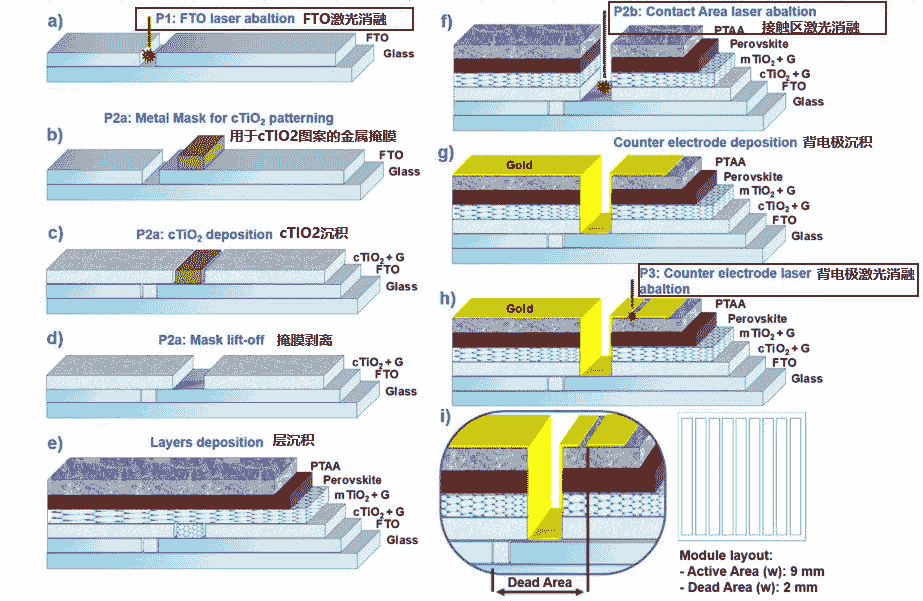 a)
P1: FTO laser abaltion FTO激光消融
FTO
Glass
P2a: Metal Mask for cTiO₂ patterning
b)
用于cTIO2图案的金属掩膜
FTO
Glass
c)
P2a: cTiO₂ deposition cTIO2沉积
cTiO₂ + G
FTO
Glass
d)
P2a: Mask lift-off 掩膜剥离
cTiO₂ + G
FTO
Glass
e)
Layers deposition 层沉积
PTAA
Perovskite
mTiO₂ + G
cTiO₂ + G
FTO
Glass
f)
P2b: Contact Area laser abaltion
接触区激光消融
PTAA
Perovskite
mTiO₂ + G
cTiO₂ + G
FTO
Glass
Counter electrode deposition 背电极沉积
g)
Gold
PTAA
Perovskite
mTiO₂ + G
cTiO₂ + G
FTO
Glass
P3: Counter electrode laser 背电极激光消融
abaltion
h)
Gold
PTAA
Perovskite
mTiO₂ + G
cTiO₂ + G
FTO
Glass
i)
Dead Area
Module layout:
- Active Area (w): 9 mm
- Dead Area (w): 2 mm